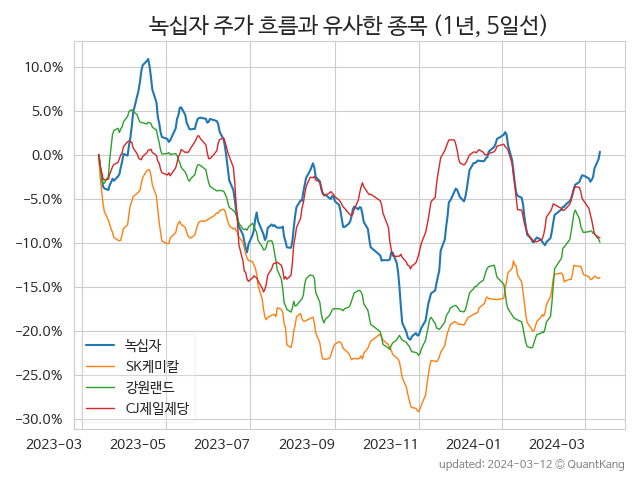 녹십자 주가 흐름과 유사한 종목 (1년, 5일선)
10.0%
5.0%
0.0%
−5.0%
−10.0%
−15.0%
−20.0%
−25.0%
−30.0%
녹십자
SK케미칼
강원랜드
CJ제일제당
2023-03 2023-05 2023-07 2023-09 2023-11 2024-01 2024-03
updated: 2024-03-12 © QuantKang